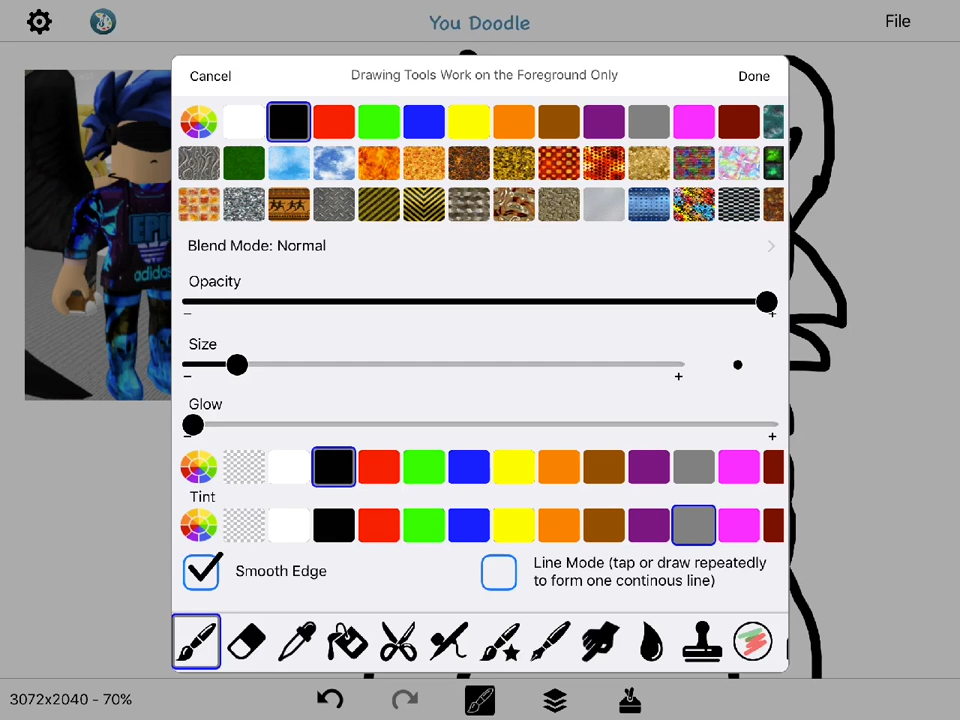 You Doodle
File
Cancel
Drawing Tools Work on the Foreground Only
Done
Blend Mode: Normal
Opacity
−
+
Size
−
+
Glow
−
+
Tint
Smooth Edge
Line Mode (tap or draw repeatedly
to form one continous line)
adidas
3072x2040 - 70%